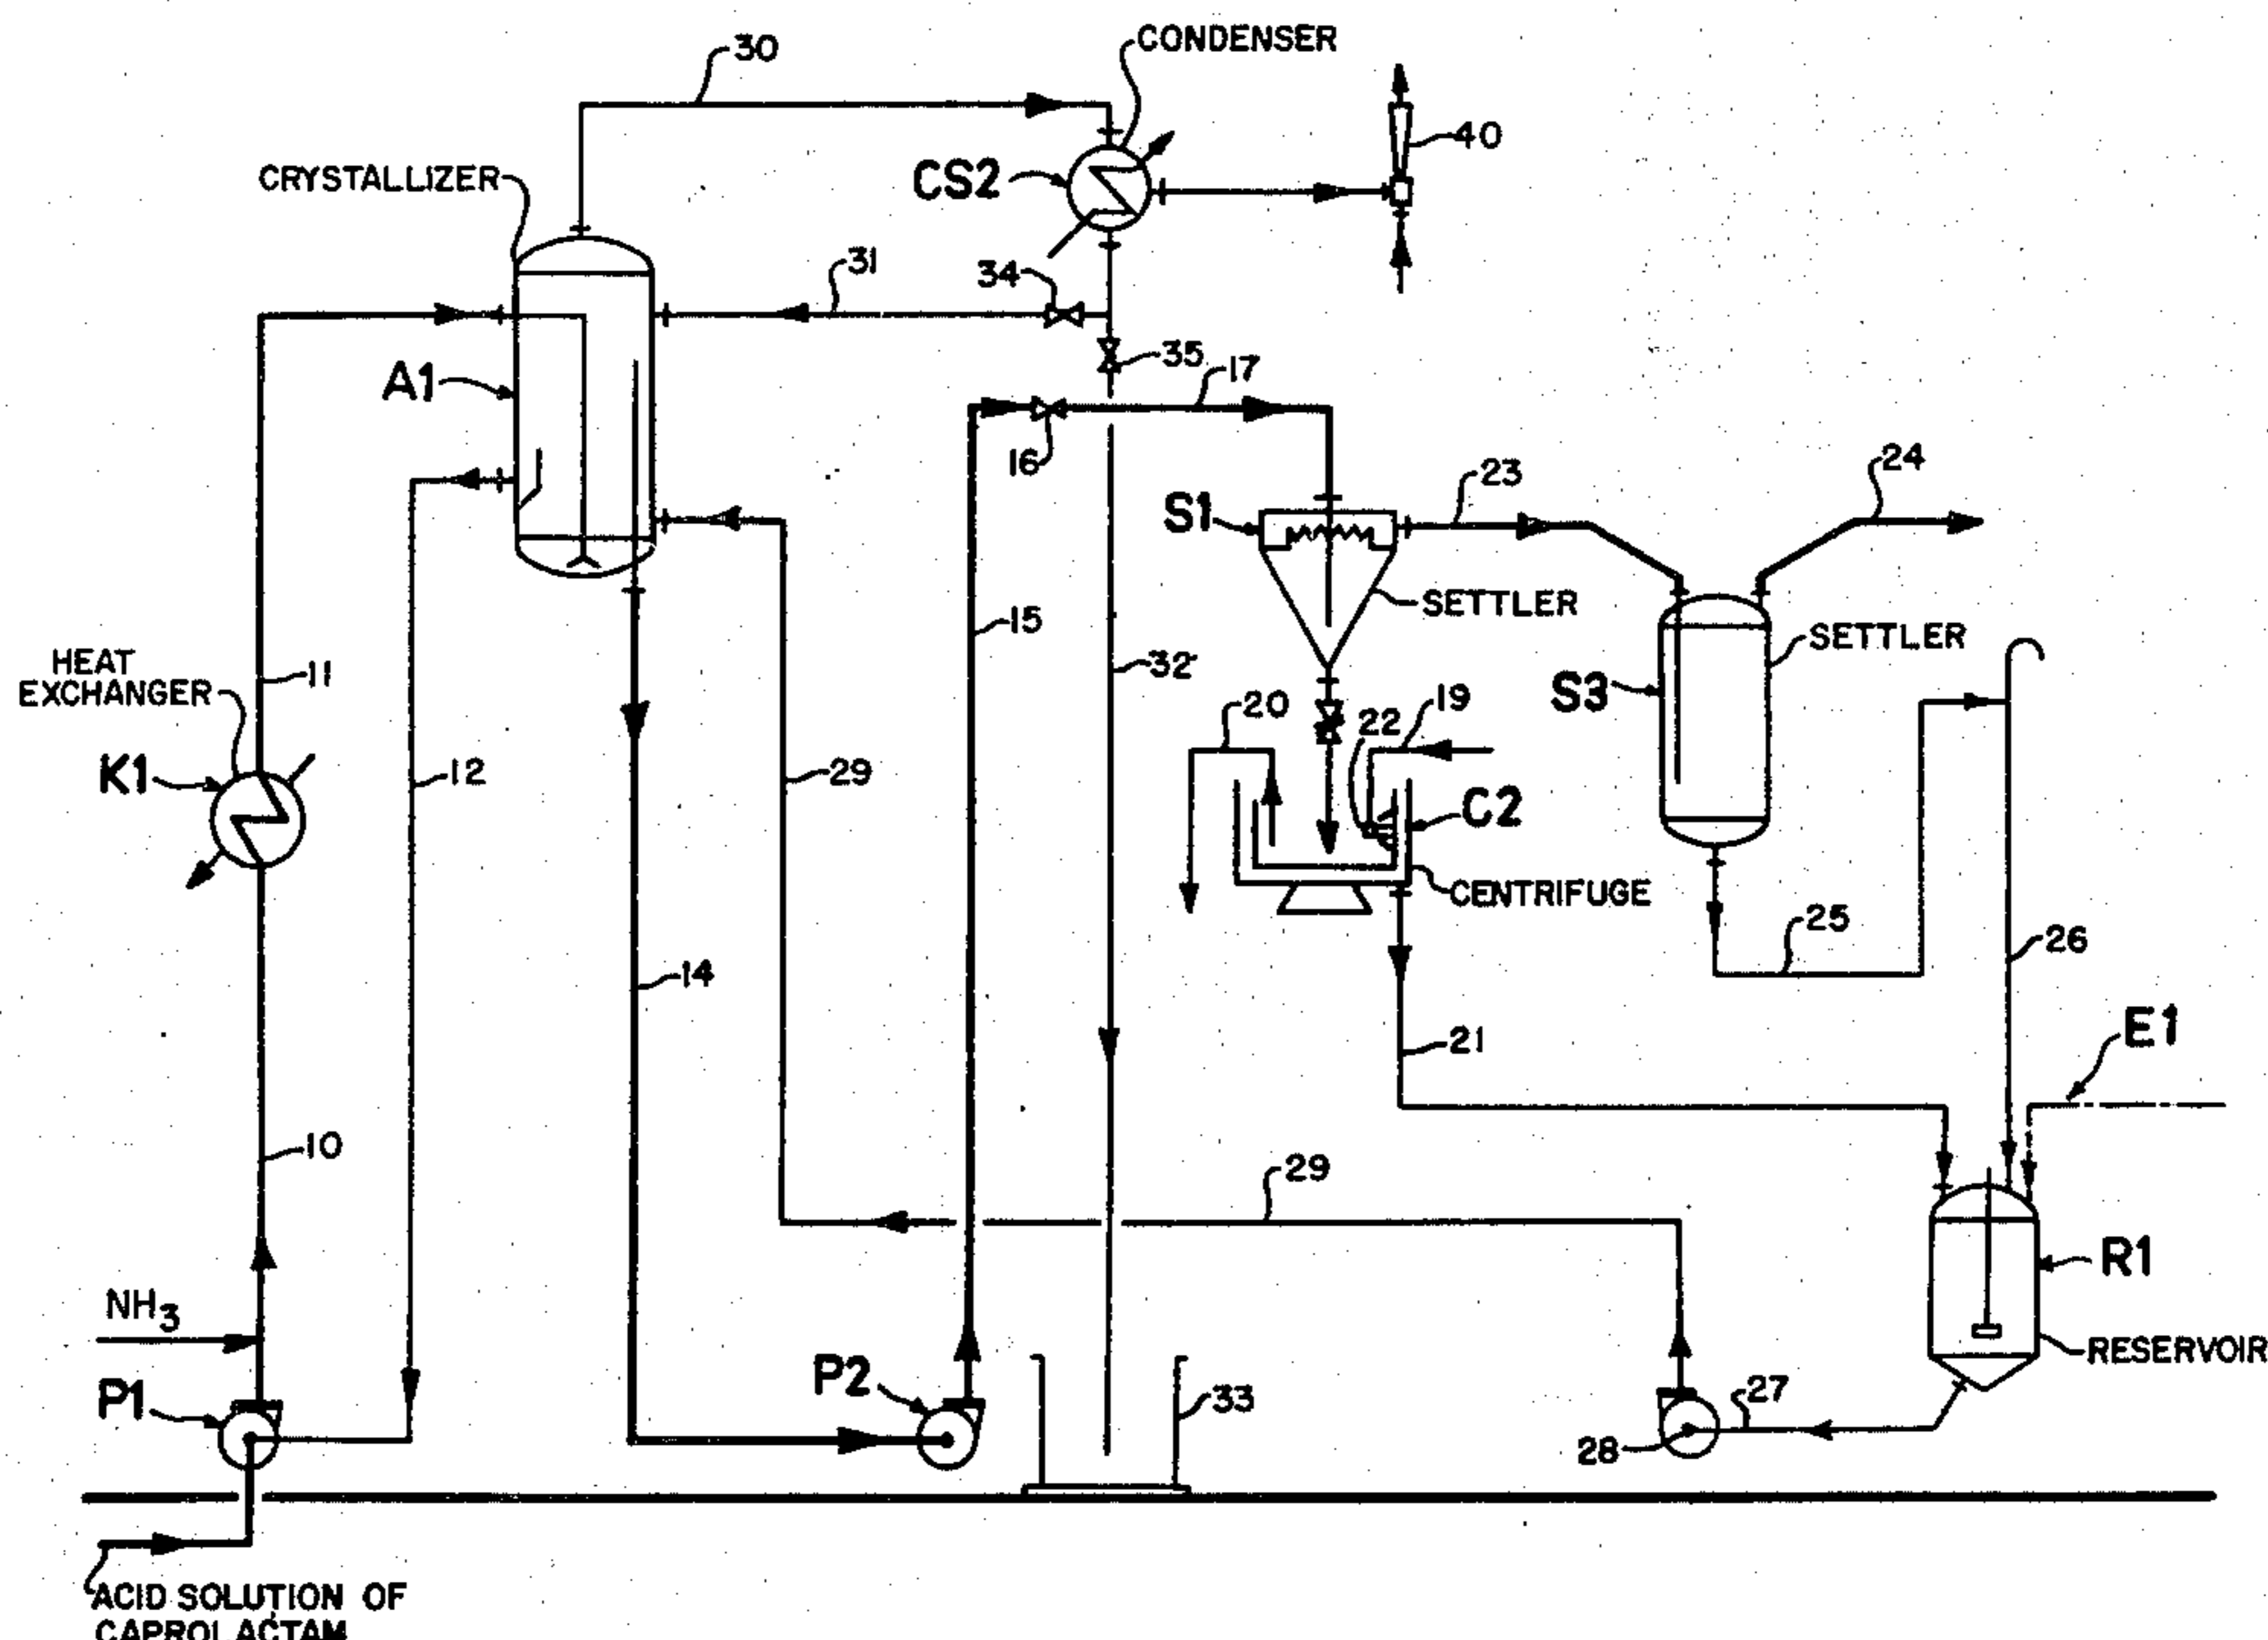 30
CONDENSER
40
CS2
CRYSTALLIZER
31
34
35
17
A1
16
24
23
S1
SETTLER
15
SETTLER
HEAT
EXCHANGER
11
32
S3
20
19
22
K1
12
29
C2
CENTRIFUGE
25
26
14
E1
21
10
29
R1
NH3
RESERVOIR
P2
P1
33
27
28
ACID SOLUTION OF
CAPROLACTAM